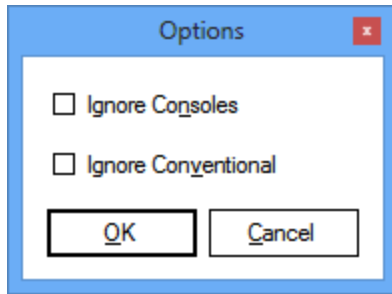 Options
x
Ignore Consoles
Ignore Conventional
OK
Cancel